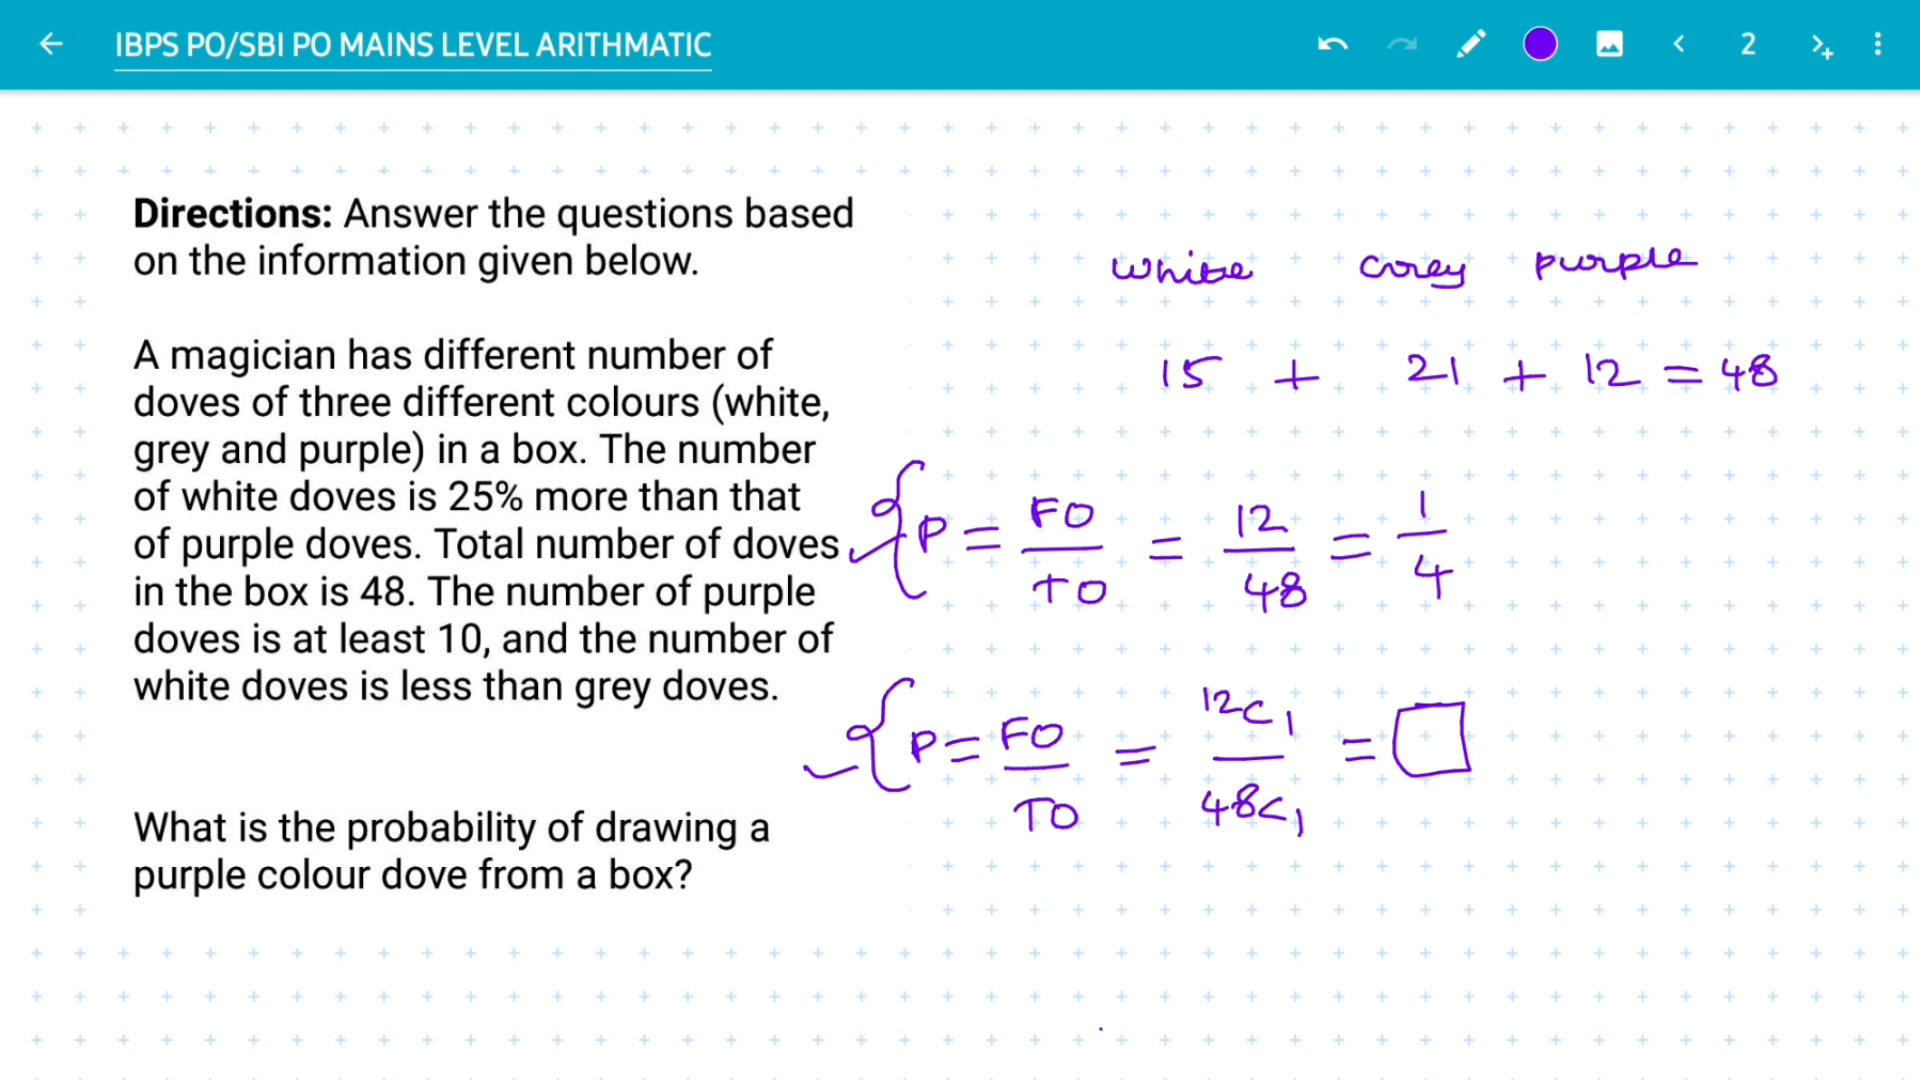 IBPS PO/SBI PO MAINS LEVEL ARITHMATIC
2
Directions: Answer the questions based
on the information given below.
A magician has different number of
doves of three different colours (white,
grey and purple) in a box. The number
of white doves is 25% more than that
of purple doves. Total number of doves
in the box is 48. The number of purple
doves is at least 10, and the number of
white doves is less than grey doves.
What is the probability of drawing a
purple colour dove from a box?
white grey purple
15 + 21 + 12 = 48
P = FO/TO = 12/48 = 1/4
P = FO/TO = 12C1/48C1 =